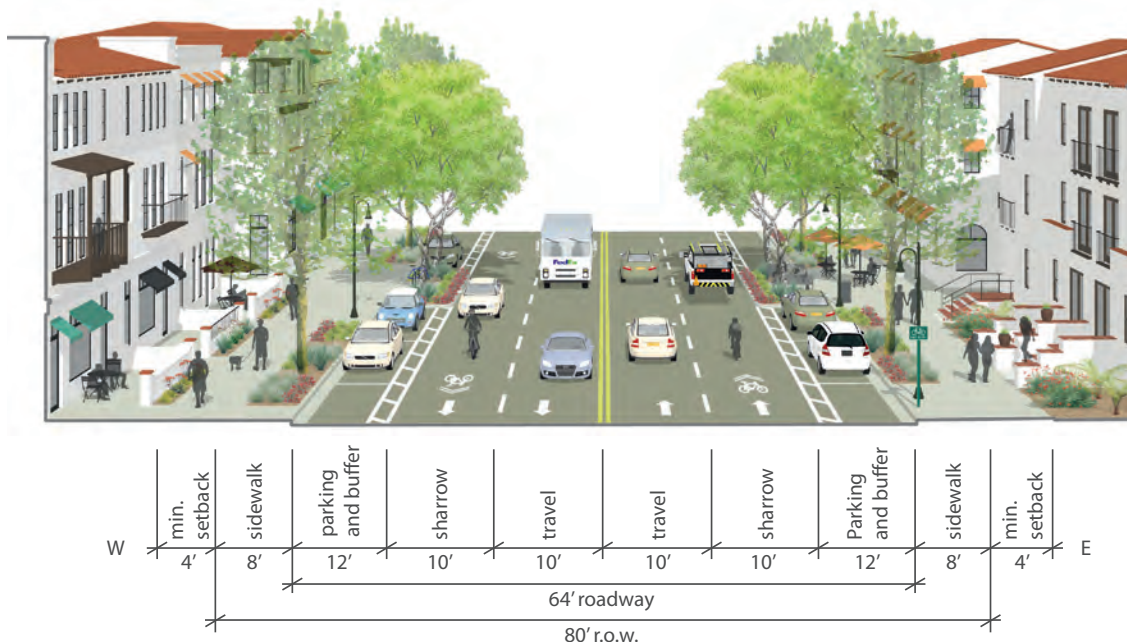 FedEx
min.
setback
sidewalk
parking
and buffer
sharrow
travel
travel
sharrow
Parking
and buffer
sidewalk
min.
setback
W
E
4’
8’
12’
10’
10’
10’
10’
12’
8’
4’
64’ roadway
80’ r.o.w.